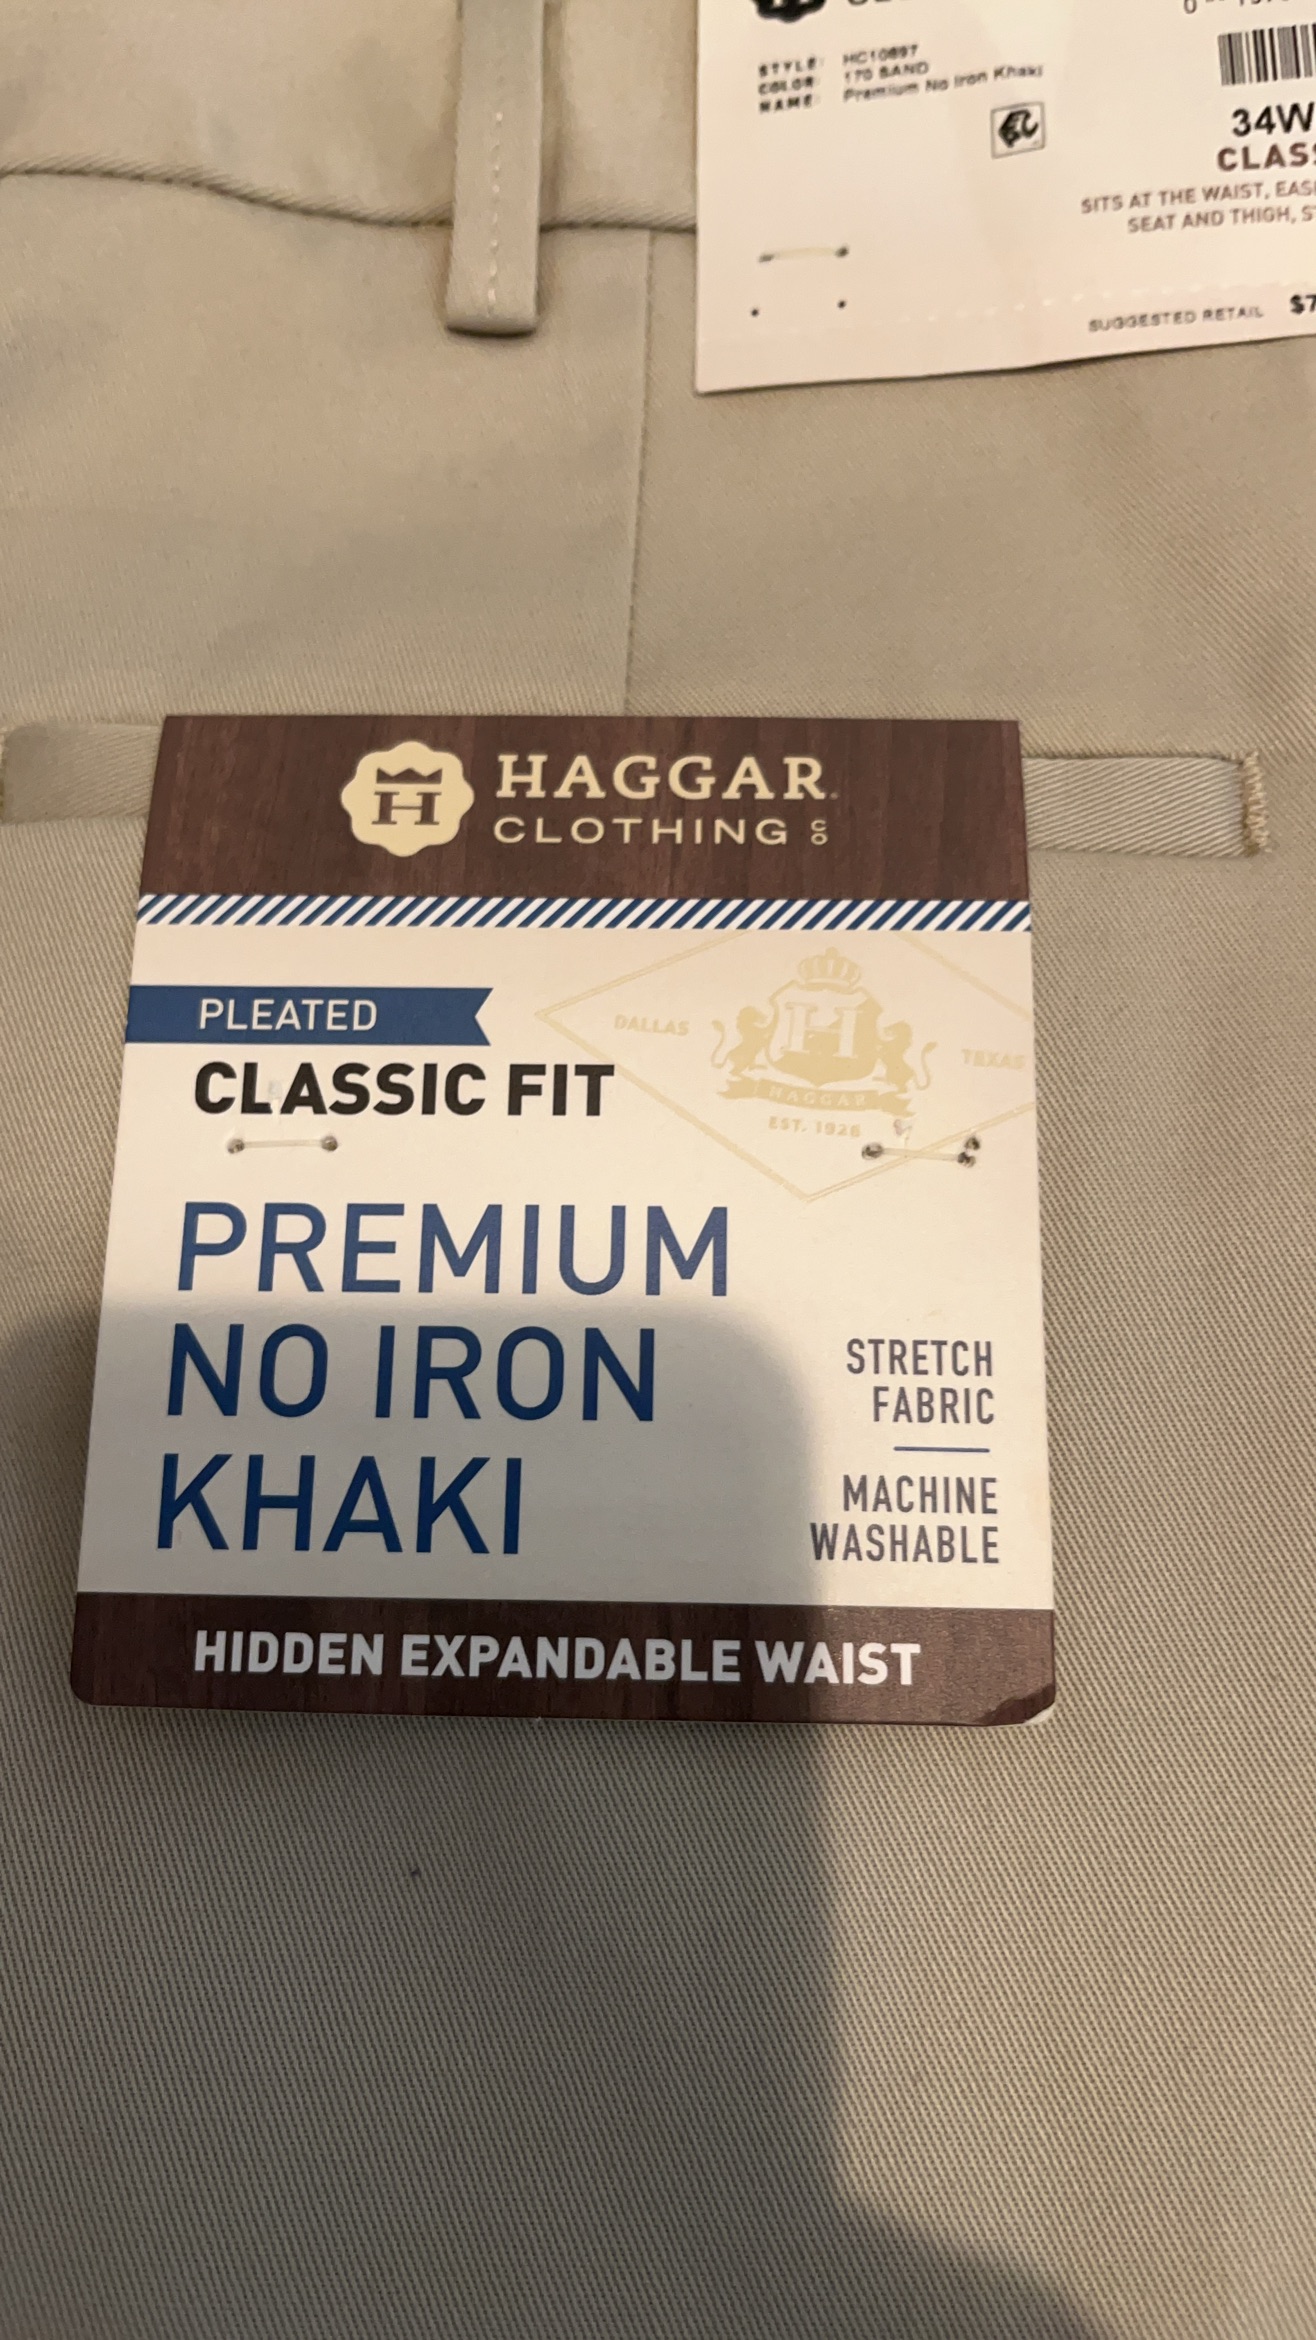 STYLE: HC10897
COLOR: 170 SAND
NAME: Premium No Iron Khaki
34W
CLAS
SITS AT THE WAIST, EAS
SEAT AND THIGH, S
SUGGESTED RETAIL $7
H
HAGGAR
CLOTHING CO
PLEATED
CLASSIC FIT
DALLAS
TEXAS
H
HAGGAR
EST. 1926
PREMIUM
NO IRON
KHAKI
STRETCH
FABRIC
MACHINE
WASHABLE
HIDDEN EXPANDABLE WAIST